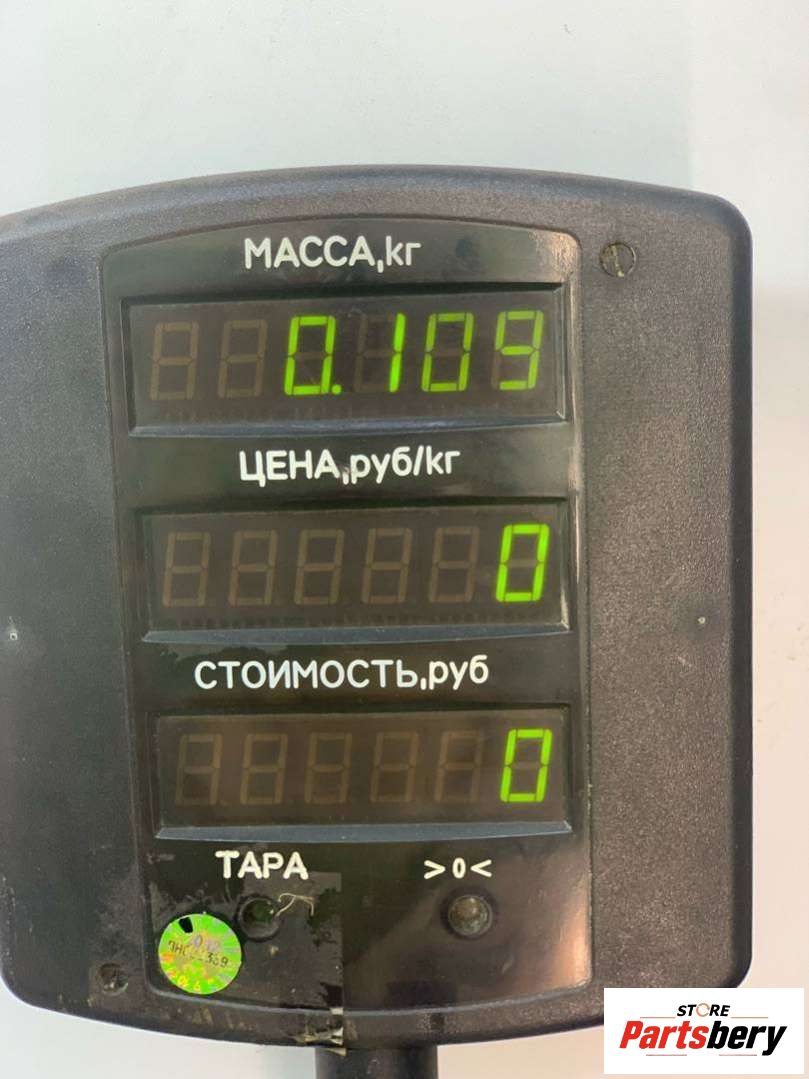 МАССА,кг
0.109
ЦЕНА,руб/кг
0
СТОИМОСТЬ,руб
0
ТАРА >0<
STORE
Partsbery